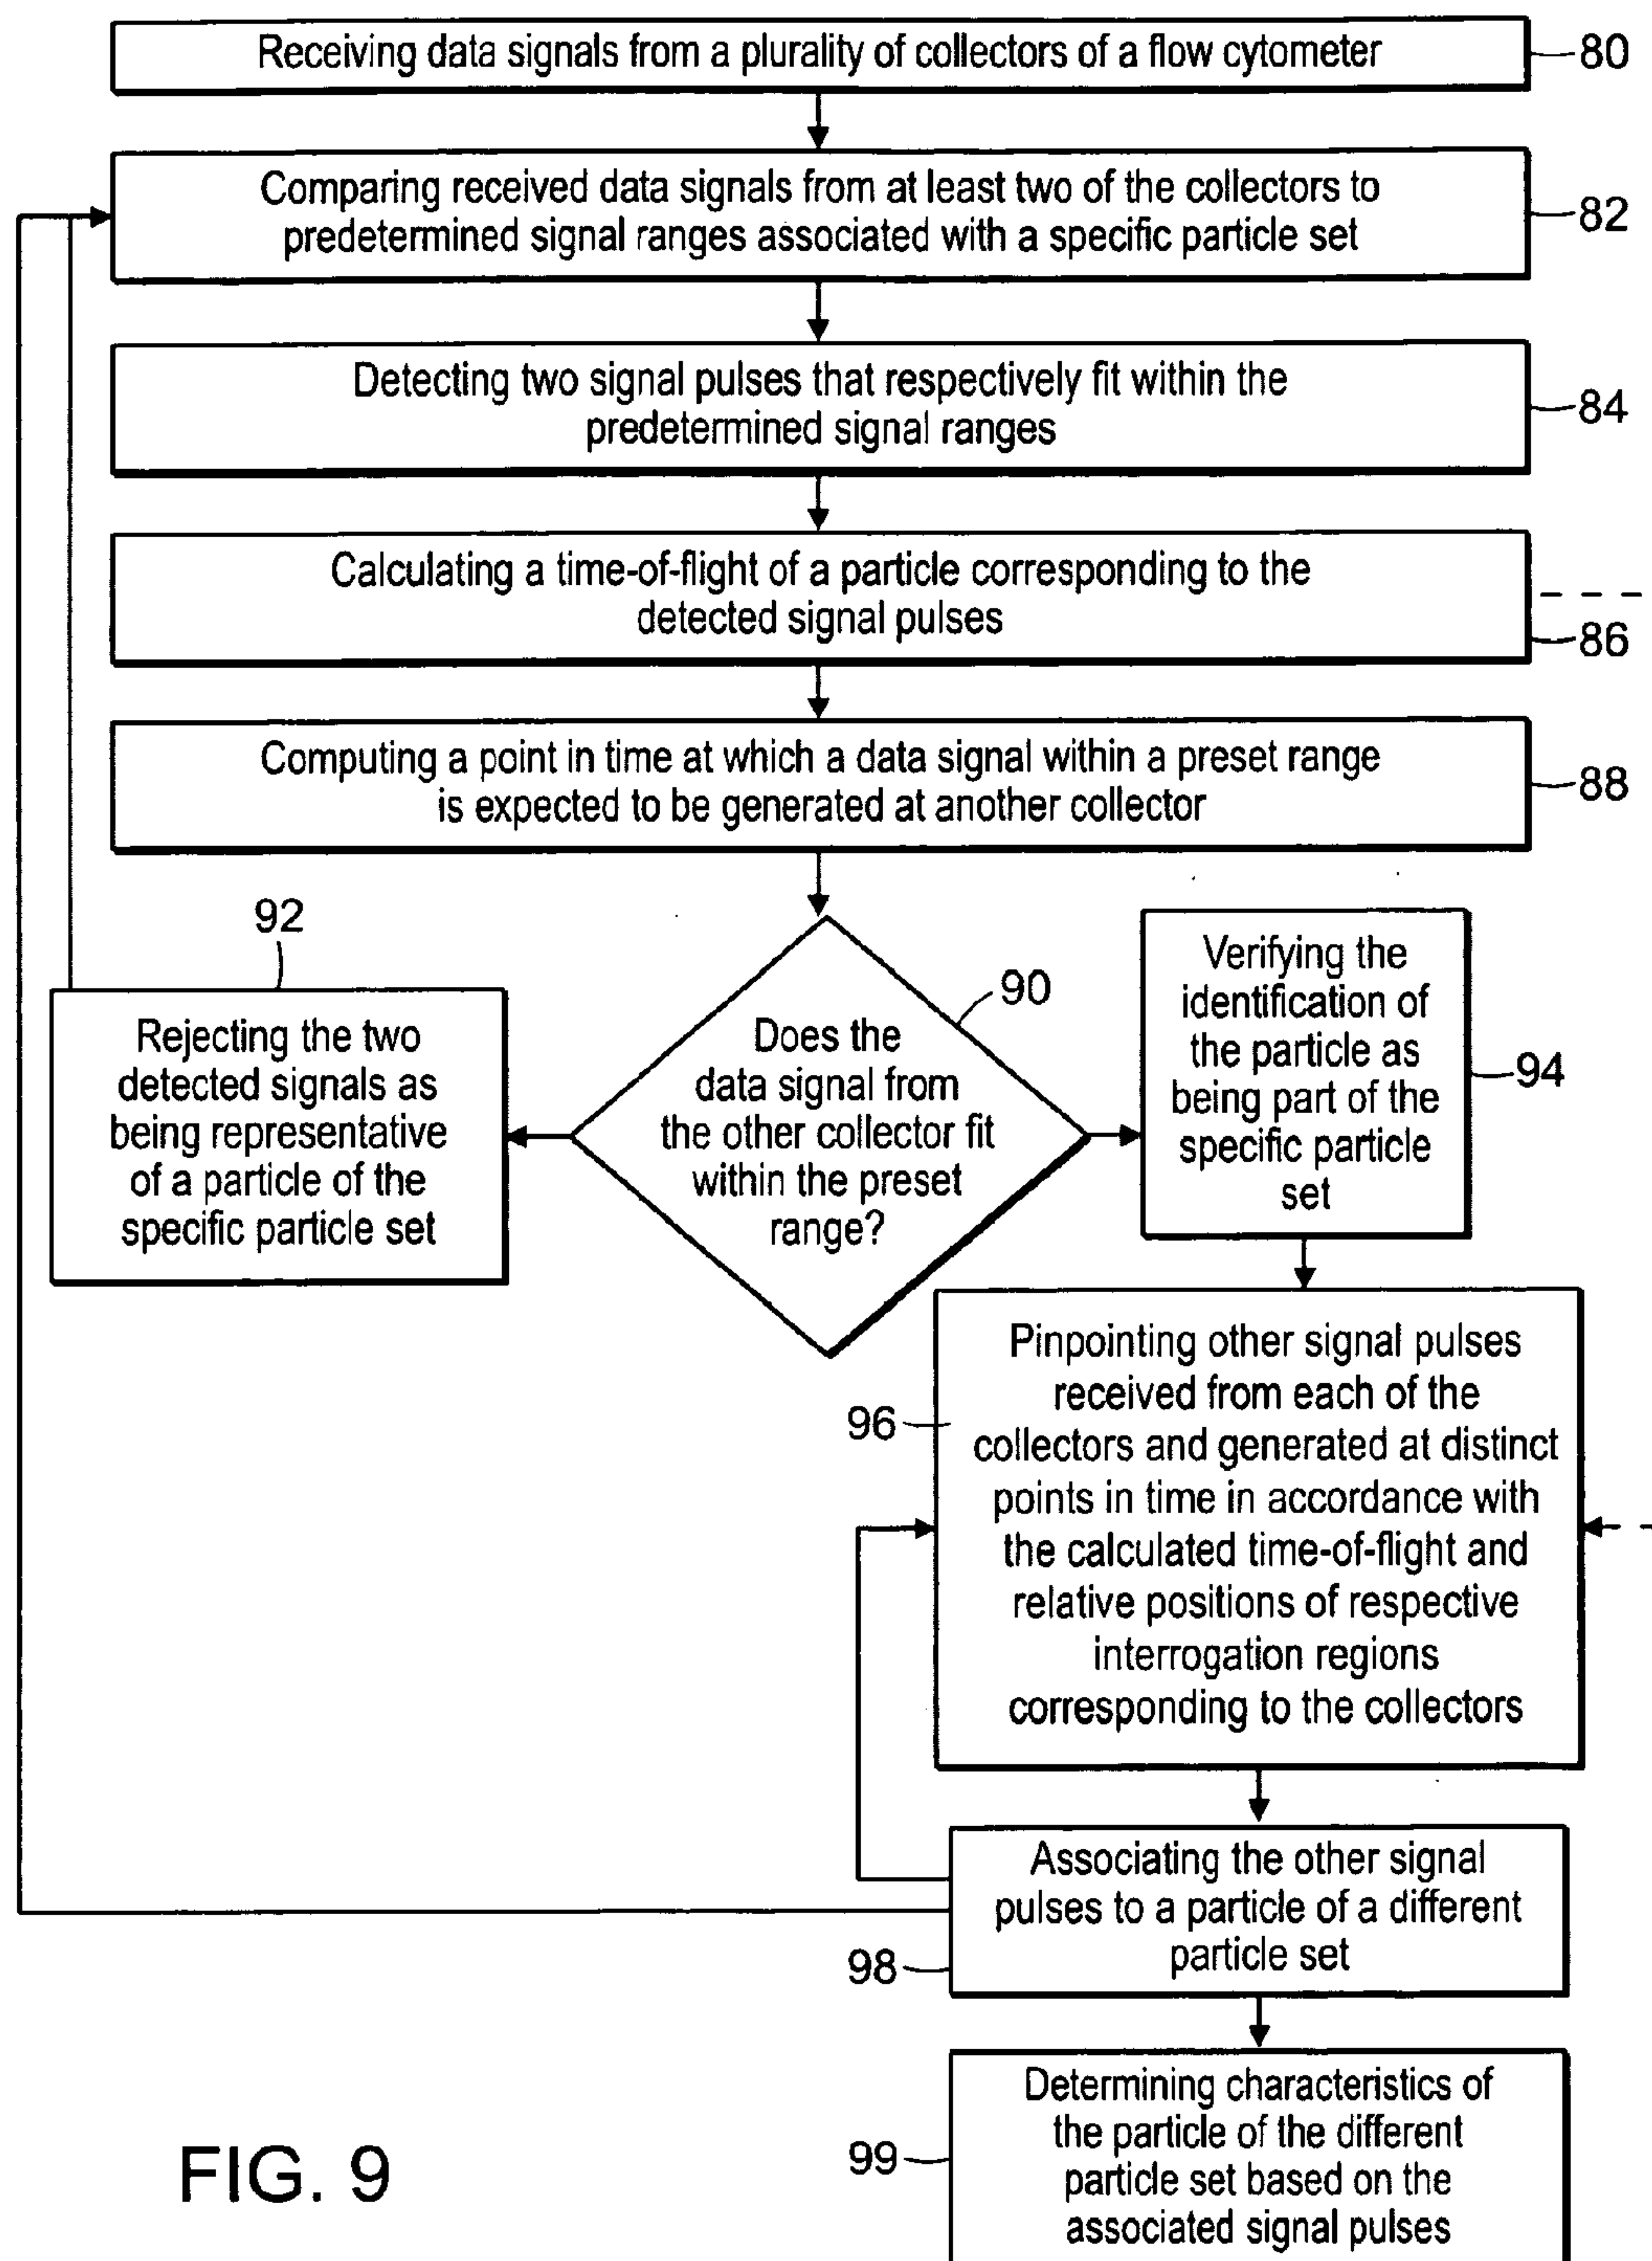 Receiving data signals from a plurality of collectors of a flow cytometer
80
Comparing received data signals from at least two of the collectors to
predetermined signal ranges associated with a specific particle set
82
Detecting two signal pulses that respectively fit within the
predetermined signal ranges
84
Calculating a time-of-flight of a particle corresponding to the
detected signal pulses
86
Computing a point in time at which a data signal within a preset range
is expected to be generated at another collector
88
92
Rejecting the two
detected signals as
being representative
of a particle of the
specific particle set
90
Does the
data signal from
the other collector fit
within the preset
range?
Verifying the
identification of
the particle as
being part of the
specific particle
set
94
96
Pinpointing other signal pulses
received from each of the
collectors and generated at distinct
points in time in accordance with
the calculated time-of-flight and
relative positions of respective
interrogation regions
corresponding to the collectors
Associating the other signal
pulses to a particle of a different
particle set
98
Determining characteristics of
the particle of the different
particle set based on the
associated signal pulses
99
FIG. 9